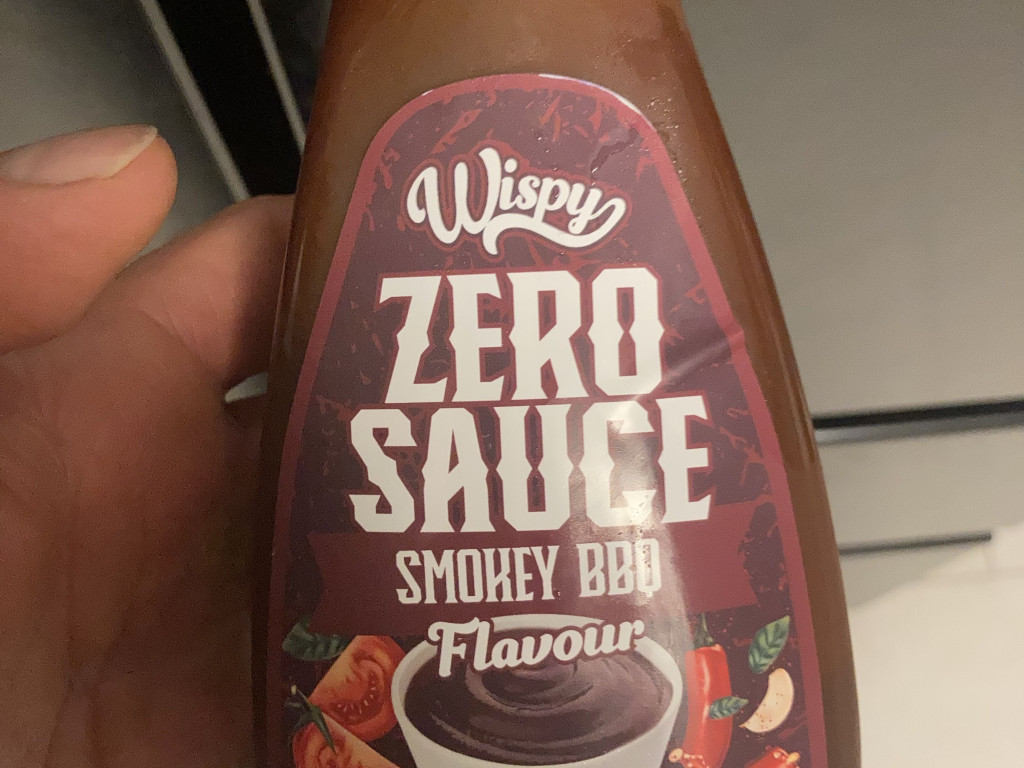 Wispy
ZERO
SAUCE
SMOKEY BBQ
Flavour